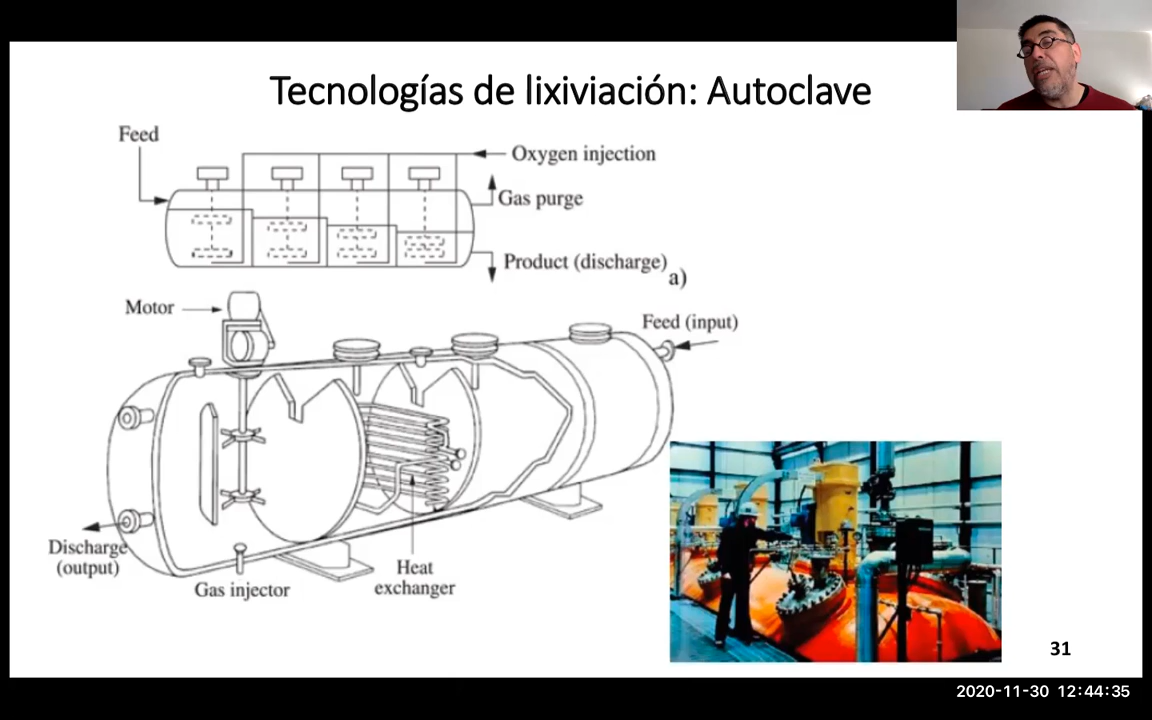 Tecnologías de lixiviación: Autoclave
Feed
Oxygen injection
Gas purge
Product (discharge)
a)
Motor
Feed (input)
Discharge
(output)
Gas injector
Heat
exchanger
31
2020-11-30 12:44:35